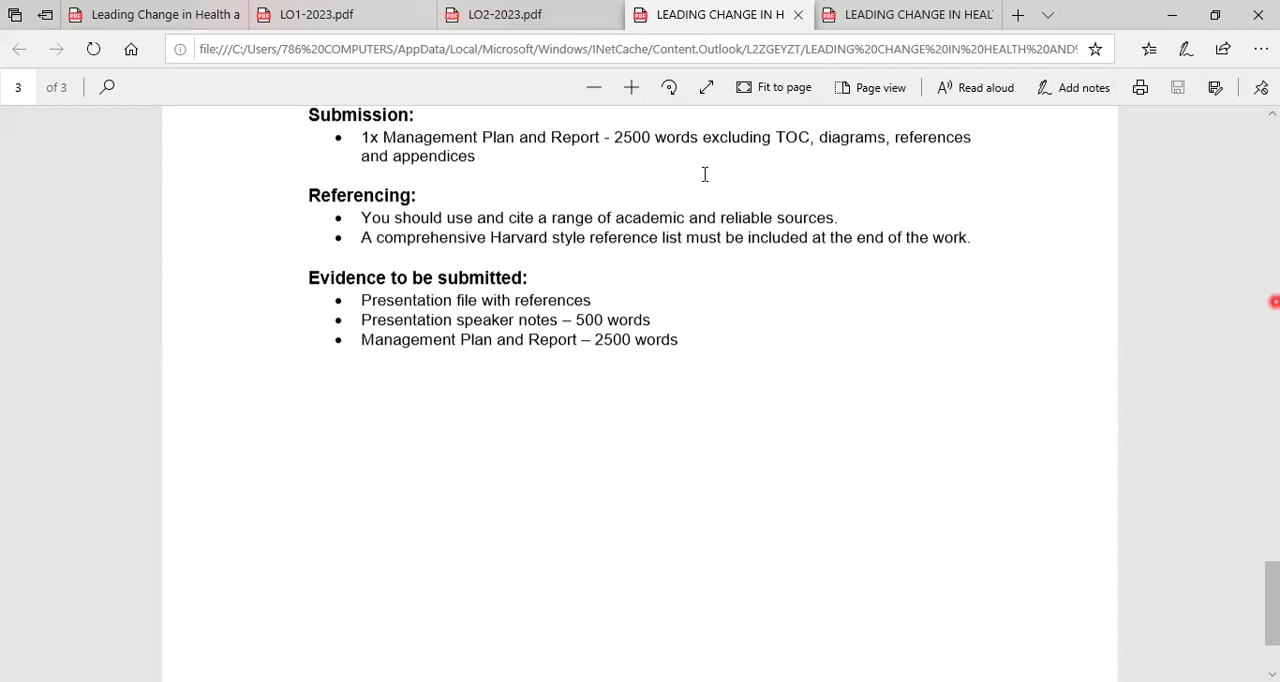 Leading Change in Health a
LO1-2023.pdf
LO2-2023.pdf
LEADING CHANGE IN H
LEADING CHANGE IN HEAL
file:///C:/Users/786%20COMPUTERS/AppData/Local/Microsoft/Windows/INetCache/Content.Outlook/L2ZGEYZT/LEADING%20CHANGE%20IN%20HEALTH%20AND%
3 of 3
Fit to page
Page view
Read aloud
Add notes
Submission:
• 1x Management Plan and Report - 2500 words excluding TOC, diagrams, references
and appendices
Referencing:
• You should use and cite a range of academic and reliable sources.
• A comprehensive Harvard style reference list must be included at the end of the work.
Evidence to be submitted:
• Presentation file with references
• Presentation speaker notes – 500 words
• Management Plan and Report – 2500 words